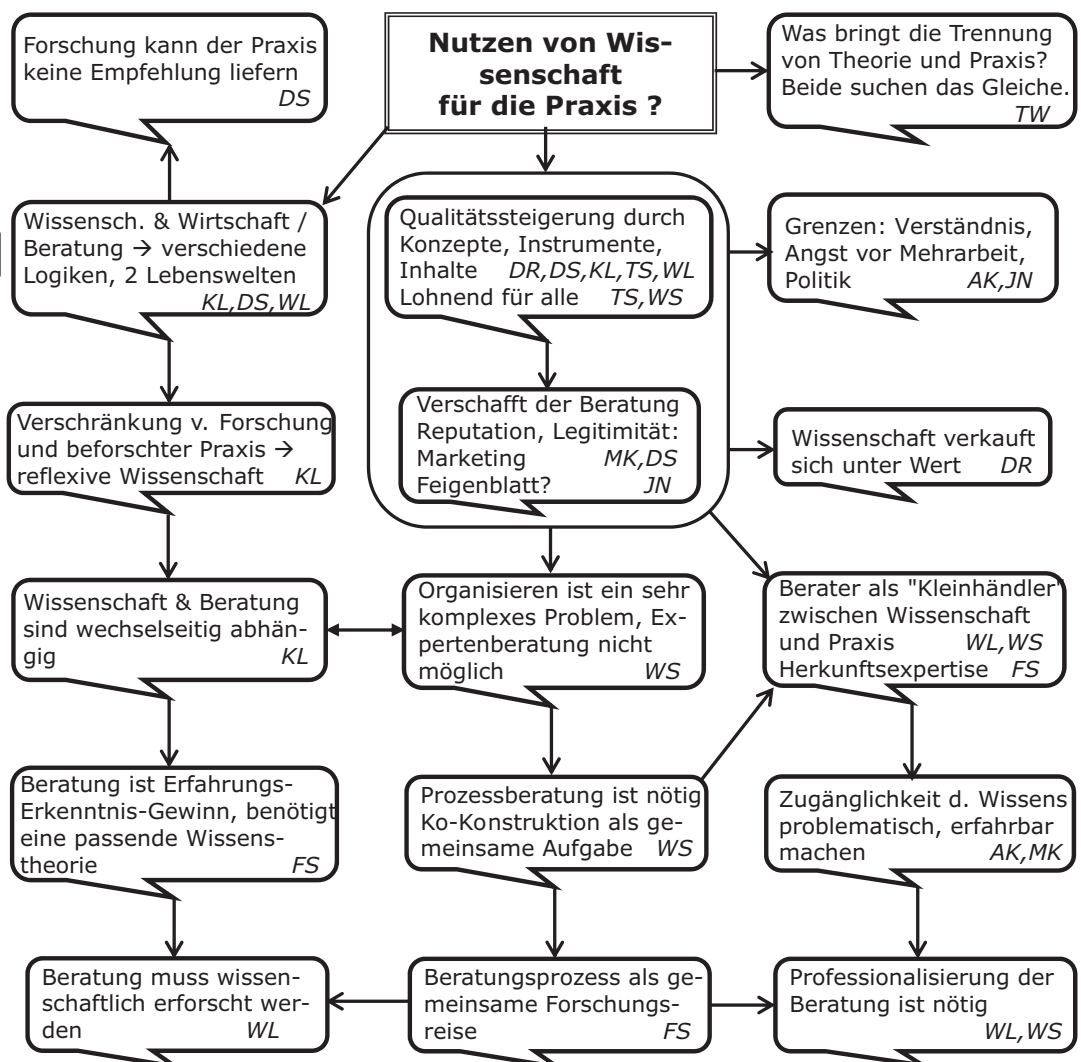 Forschung kann der Praxis
keine Empfehlung liefern
DS
Nutzen von Wis-
senschaft
für die Praxis ?
Was bringt die Trennung
von Theorie und Praxis?
Beide suchen das Gleiche.
TW
Wissensch. & Wirtschaft /
Beratung → verschiedene
Logiken, 2 Lebenswelten
KL,DS,WL
Qualitätssteigerung durch
Konzepte, Instrumente,
Inhalte DR,DS,KL,TS,WL
Lohnend für alle TS,WS
Grenzen: Verständnis,
Angst vor Mehrarbeit,
Politik AK,JN
Verschränkung v. Forschung
und beforschter Praxis →
reflexive Wissenschaft KL
Verschafft der Beratung
Reputation, Legitimität:
Marketing MK,DS
Feigenblatt? JN
Wissenschaft verkauft
sich unter Wert DR
Wissenschaft & Beratung
sind wechselseitig abhän-
gig KL
Organisieren ist ein sehr
komplexes Problem, Ex-
pertenberatung nicht
möglich WS
Berater als "Kleinhändler"
zwischen Wissenschaft
und Praxis WL,WS
Herkunftsexpertise FS
Beratung ist Erfahrungs-
Erkenntnis-Gewinn, benötigt
eine passende Wissens-
theorie FS
Prozessberatung ist nötig
Ko-Konstruktion als ge-
meinsame Aufgabe WS
Zugänglichkeit d. Wissens
problematisch, erfahrbar
machen AK,MK
Beratung muss wissen-
schaftlich erforscht wer-
den WL
Beratungsprozess als ge-
meinsame Forschungs-
reise FS
Professionalisierung der
Beratung ist nötig
WL,WS